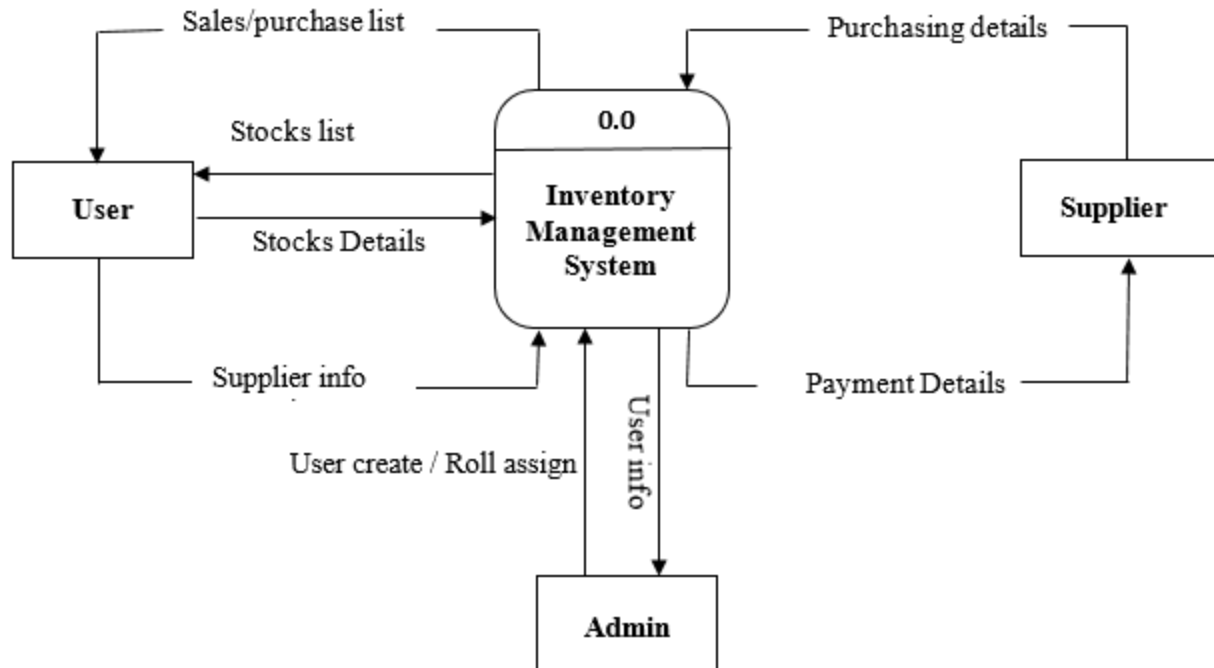 Sales/purchase list
Purchasing details
0.0
Stocks list
User
Inventory
Management
System
Supplier
Stocks Details
Supplier info
Payment Details
User create / Roll assign
User info
Admin